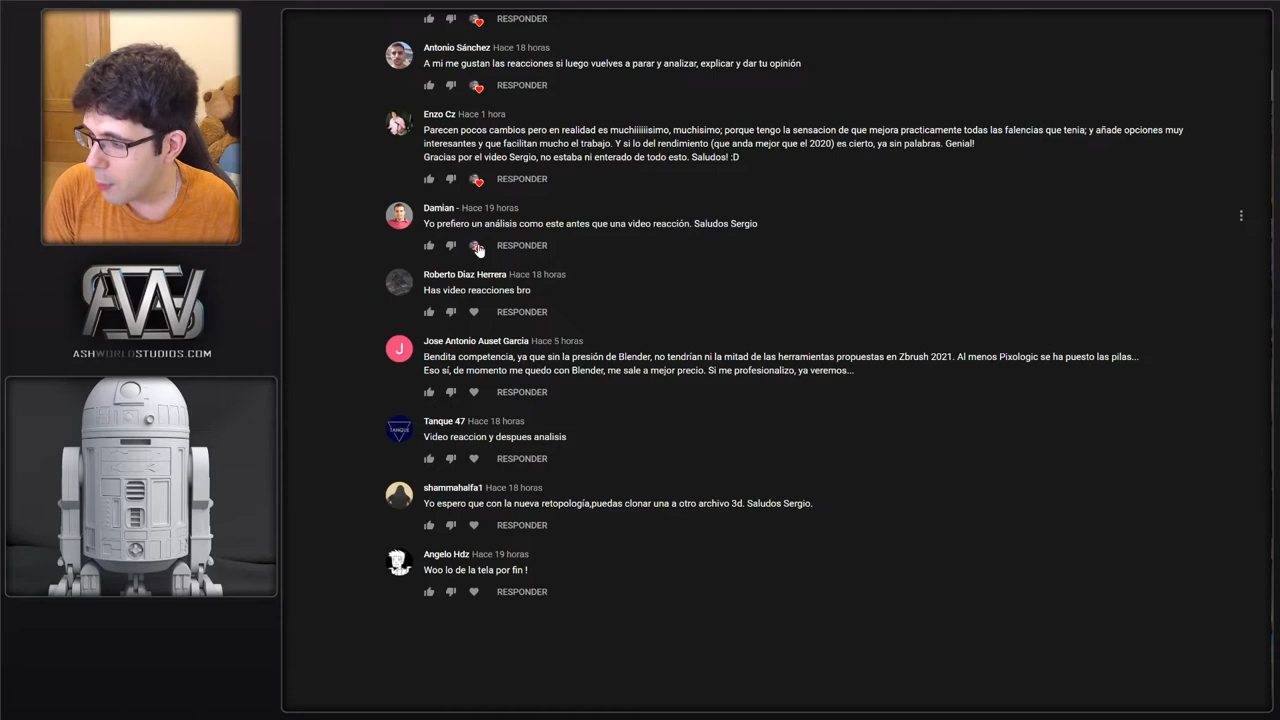 RESPONDER
Antonio Sánchez Hace 18 horas
A mi me gustan las reacciones si luego vuelves a parar y analizar, explicar y dar tu opinión
RESPONDER
Enzo Cz Hace 1 hora
Parecen pocos cambios pero en realidad es muchiiiiiisimo, muchisimo; porque tengo la sensacion de que mejora practicamente todas las falencias que tenia; y añade opciones muy
interesantes y que facilitan mucho el trabajo. Y si lo del rendimiento (que anda mejor que el 2020) es cierto, ya sin palabras. Genial!
Gracias por el video Sergio, no estaba ni enterado de todo esto. Saludos! :D
RESPONDER
Damian - Hace 19 horas
Yo prefiero un análisis como este antes que una video reacción. Saludos Sergio
RESPONDER
Roberto Diaz Herrera Hace 18 horas
Has video reacciones bro
RESPONDER
J
Jose Antonio Auset Garcia Hace 5 horas
Bendita competencia, ya que sin la presión de Blender, no tendrían ni la mitad de las herramientas propuestas en Zbrush 2021. Al menos Pixologic se ha puesto las pilas...
Eso sí, de momento me quedo con Blender, me sale a mejor precio. Si me profesionalizo, ya veremos...
RESPONDER
TANQUE
Tanque 47 Hace 18 horas
Video reaccion y despues analisis
RESPONDER
shammahalfa1 Hace 18 horas
Yo espero que con la nueva retopología,puedas clonar una a otro archivo 3d. Saludos Sergio.
RESPONDER
Angelo Hdz Hace 19 horas
Woo lo de la tela por fin !
RESPONDER
ASHWORLDSTUDIOS.COM